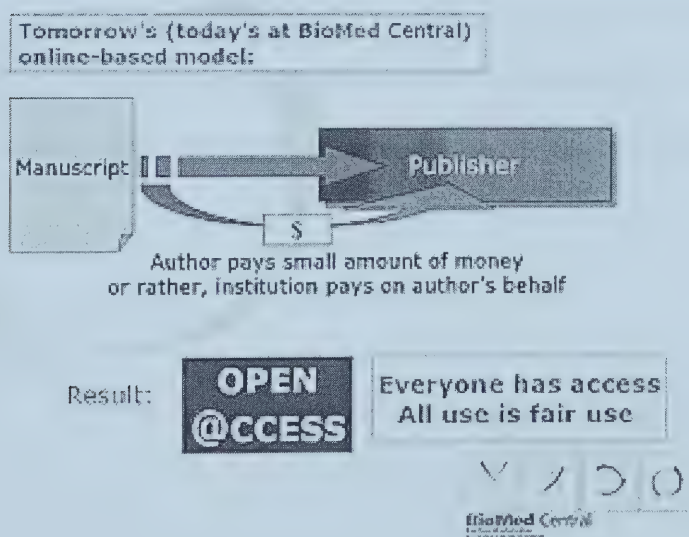 Tomorrow's (today's at BioMed Central)
online-based model:
Manuscript
Publisher
$
Author pays small amount of money
or rather, institution pays on author's behalf
Result:
OPEN
@CCESS
Everyone has access
All use is fair use
BioMed Central